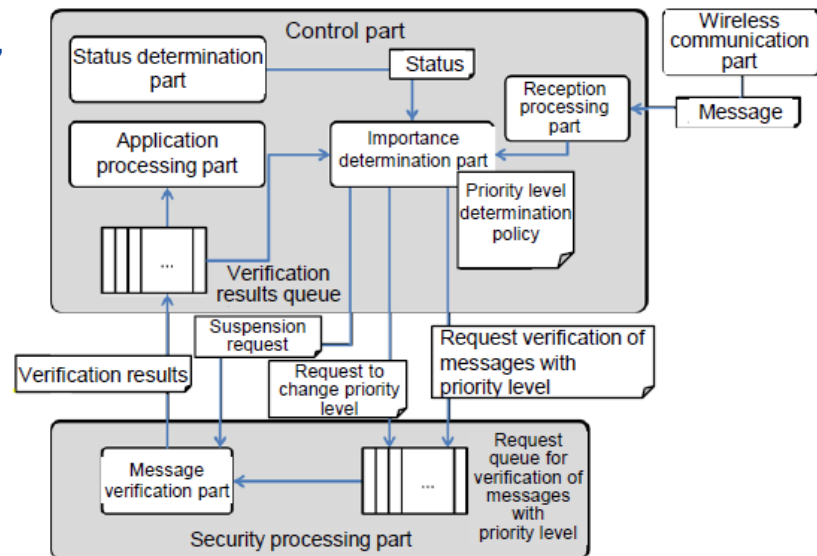 Control part
Wireless
communication
part
Status determination
part
Status
Reception
processing
part
Message
Application
processing part
Importance
determination part
Priority level
determination
policy
...
Verification
results queue
Suspension
request
Request verification of
messages with
priority level
Verification results
Request to
change priority
level
Message
verification part
...
Request
queue for
verification of
messages
with
priority level
Security processing part